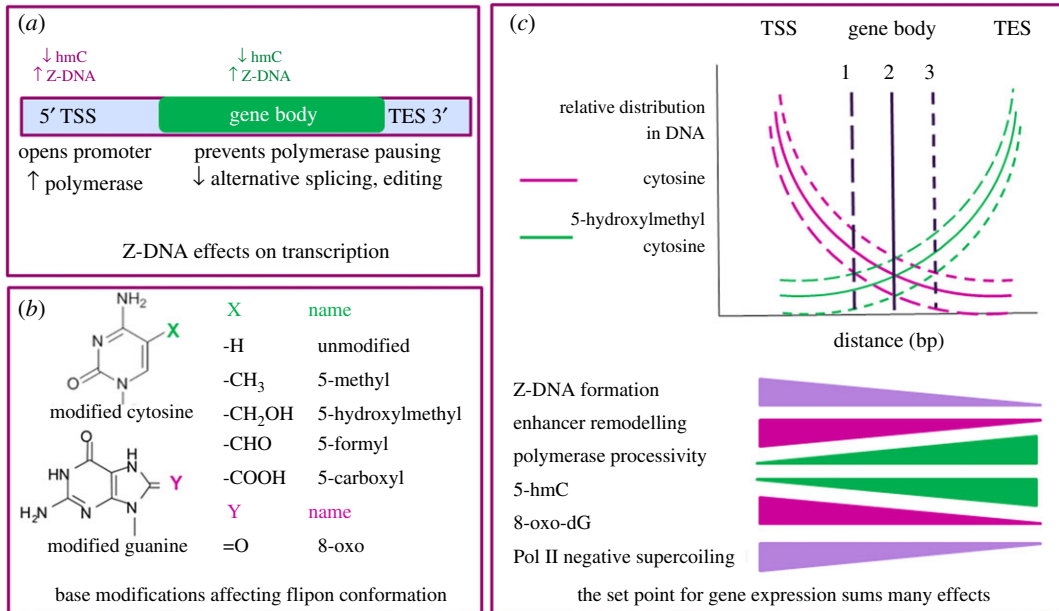 (a)
↓ hmC
↑ Z-DNA
↓ hmC
↑ Z-DNA
5′ TSS
gene body
TES 3′
opens promoter
↑ polymerase
prevents polymerase pausing
↓ alternative splicing, editing
Z-DNA effects on transcription
(b)
NH2
X
N
O
N
modified cytosine
O
HN
H2N
N
NH
N
Y
modified guanine
X name
-H unmodified
-CH3 5-methyl
-CH2OH 5-hydroxylmethyl
-CHO 5-formyl
-COOH 5-carboxyl
Y name
=O 8-oxo
base modifications affecting flipon conformation
(c)
TSS gene body TES
1 2 3
relative distribution
in DNA
cytosine
5-hydroxylmethyl
cytosine
distance (bp)
Z-DNA formation
enhancer remodelling
polymerase processivity
5-hmC
8-oxo-dG
Pol II negative supercoiling
the set point for gene expression sums many effects